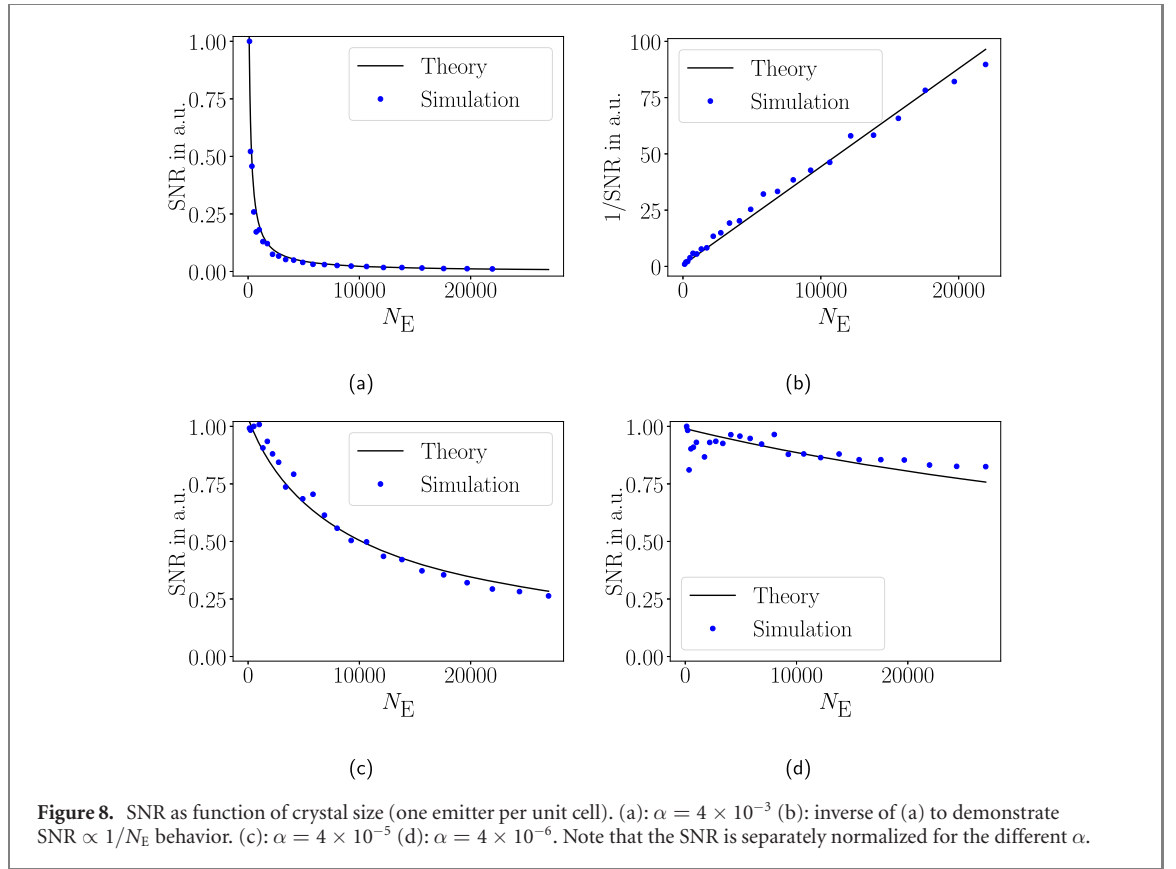 1.00
0.75
0.50
0.25
0.00
SNR in a.u.
Theory
Simulation
0 10000 20000
N_E
(a)
100
75
50
25
0
1/SNR in a.u.
Theory
Simulation
0 10000 20000
N_E
(b)
1.00
0.75
0.50
0.25
0.00
SNR in a.u.
Theory
Simulation
0 10000 20000
N_E
(c)
1.00
0.75
0.50
0.25
0.00
SNR in a.u.
Theory
Simulation
0 10000 20000
N_E
(d)
Figure 8. SNR as function of crystal size (one emitter per unit cell). (a): α = 4 × 10⁻³ (b): inverse of (a) to demonstrate
SNR ∝ 1/N_E behavior. (c): α = 4 × 10⁻⁵ (d): α = 4 × 10⁻⁶. Note that the SNR is separately normalized for the different α.